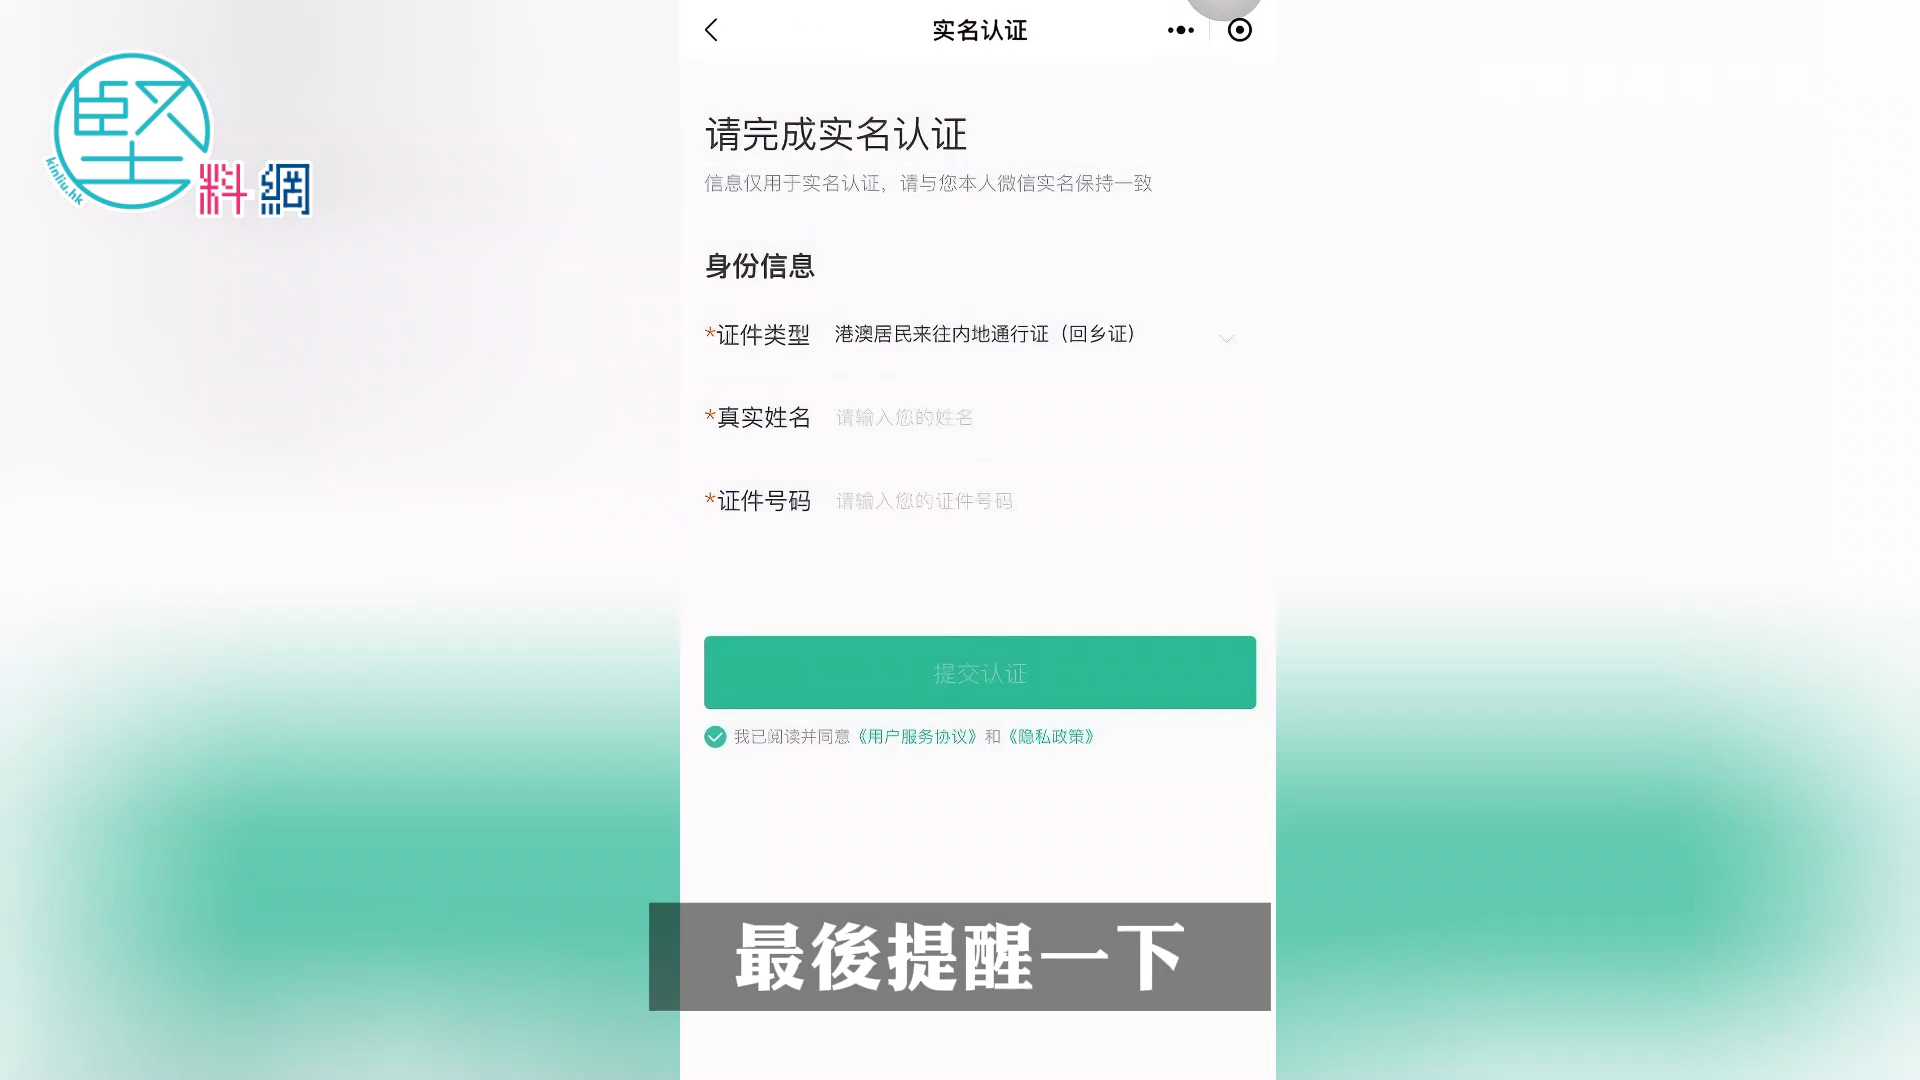 实名认证
堅料網
kinliu.hk
请完成实名认证
信息仅用于实名认证，请与您本人微信实名保持一致
身份信息
*证件类型 港澳居民来往内地通行证（回乡证）
*真实姓名 请输入您的姓名
*证件号码 请输入您的证件号码
提交认证
我已阅读并同意《用户服务协议》和《隐私政策》
最後提醒一下